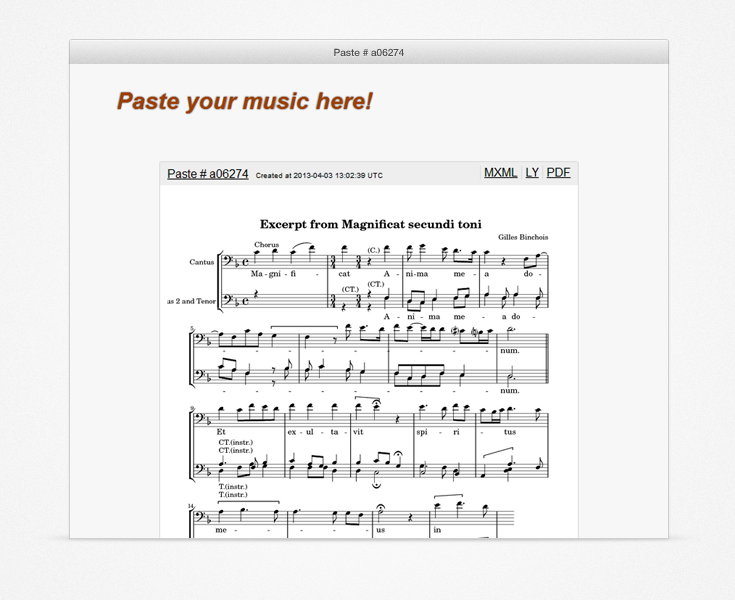 Paste # a06274
Paste your music here!
Paste # a06274 Created at 2013-04-03 13:02:39 UTC MXML LY PDF
Excerpt from Magnificat secundi toni
Gilles Binchois
Chorus (C.)
Cantus
Ma - gni - fi - cat A - ni-ma me - a do -
(CT.) (CT.)
as 2 and Tenor
A - ni - ma me - a do -
5
- - - - - num.
- - - - - num.
9
Et ex - ul - ta - vit spi - ri - tus
CT.(instr.)
CT.(instr.)
T.(instr.)
T.(instr.)
14
me - - - us in